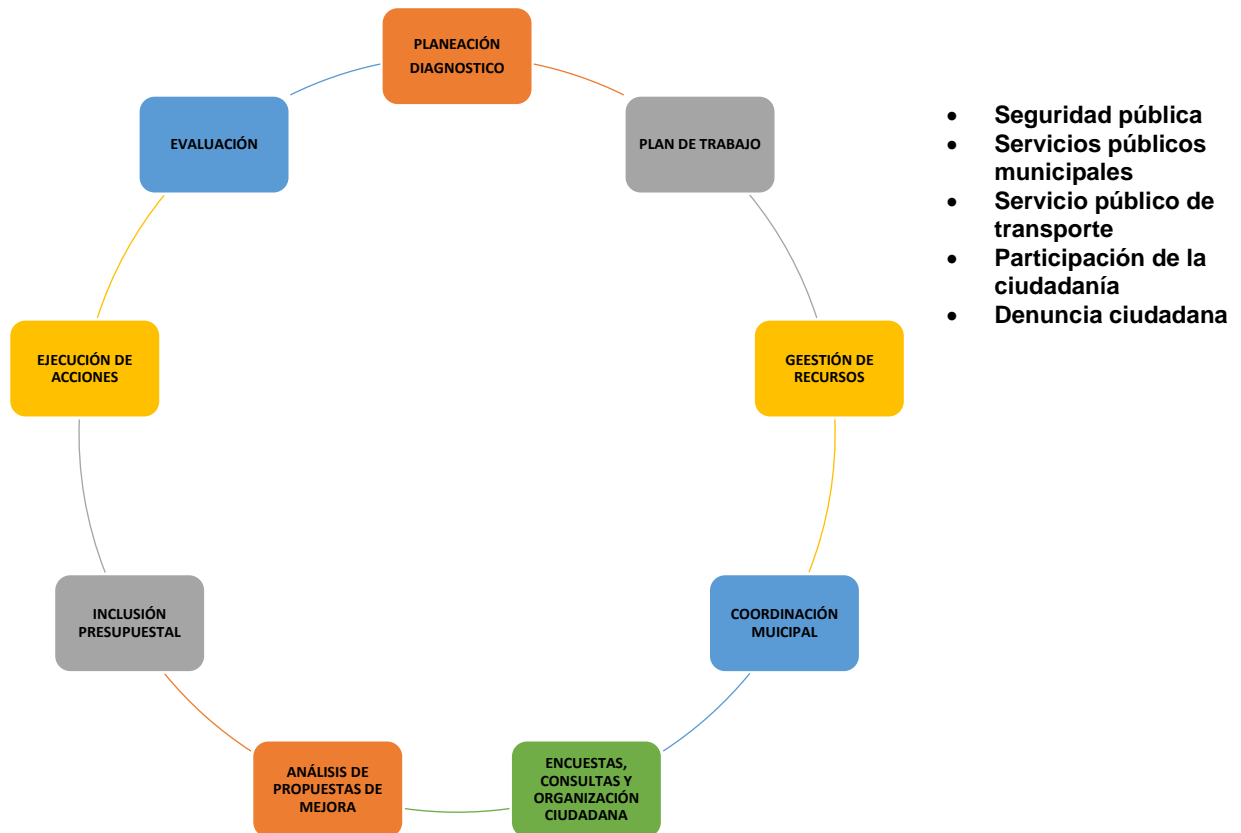 PLANEACIÓN
DIAGNOSTICO
PLAN DE TRABAJO
GEESTIÓN DE
RECURSOS
COORDINACIÓN
MUICIPAL
ENCUESTAS,
CONSULTAS Y
ORGANIZACIÓN
CIUDADANA
ANÁLISIS DE
PROPUESTAS DE
MEJORA
INCLUSIÓN
PRESUPUESTAL
EJECUCIÓN DE
ACCIONES
EVALUACIÓN
• Seguridad pública
• Servicios públicos
municipales
• Servicio público de
transporte
• Participación de la
ciudadanía
• Denuncia ciudadana